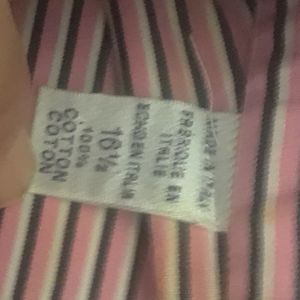 MADE IN ITALY
FABRIQUE EN
ITALIE
16½
100%
COTTON
COTON